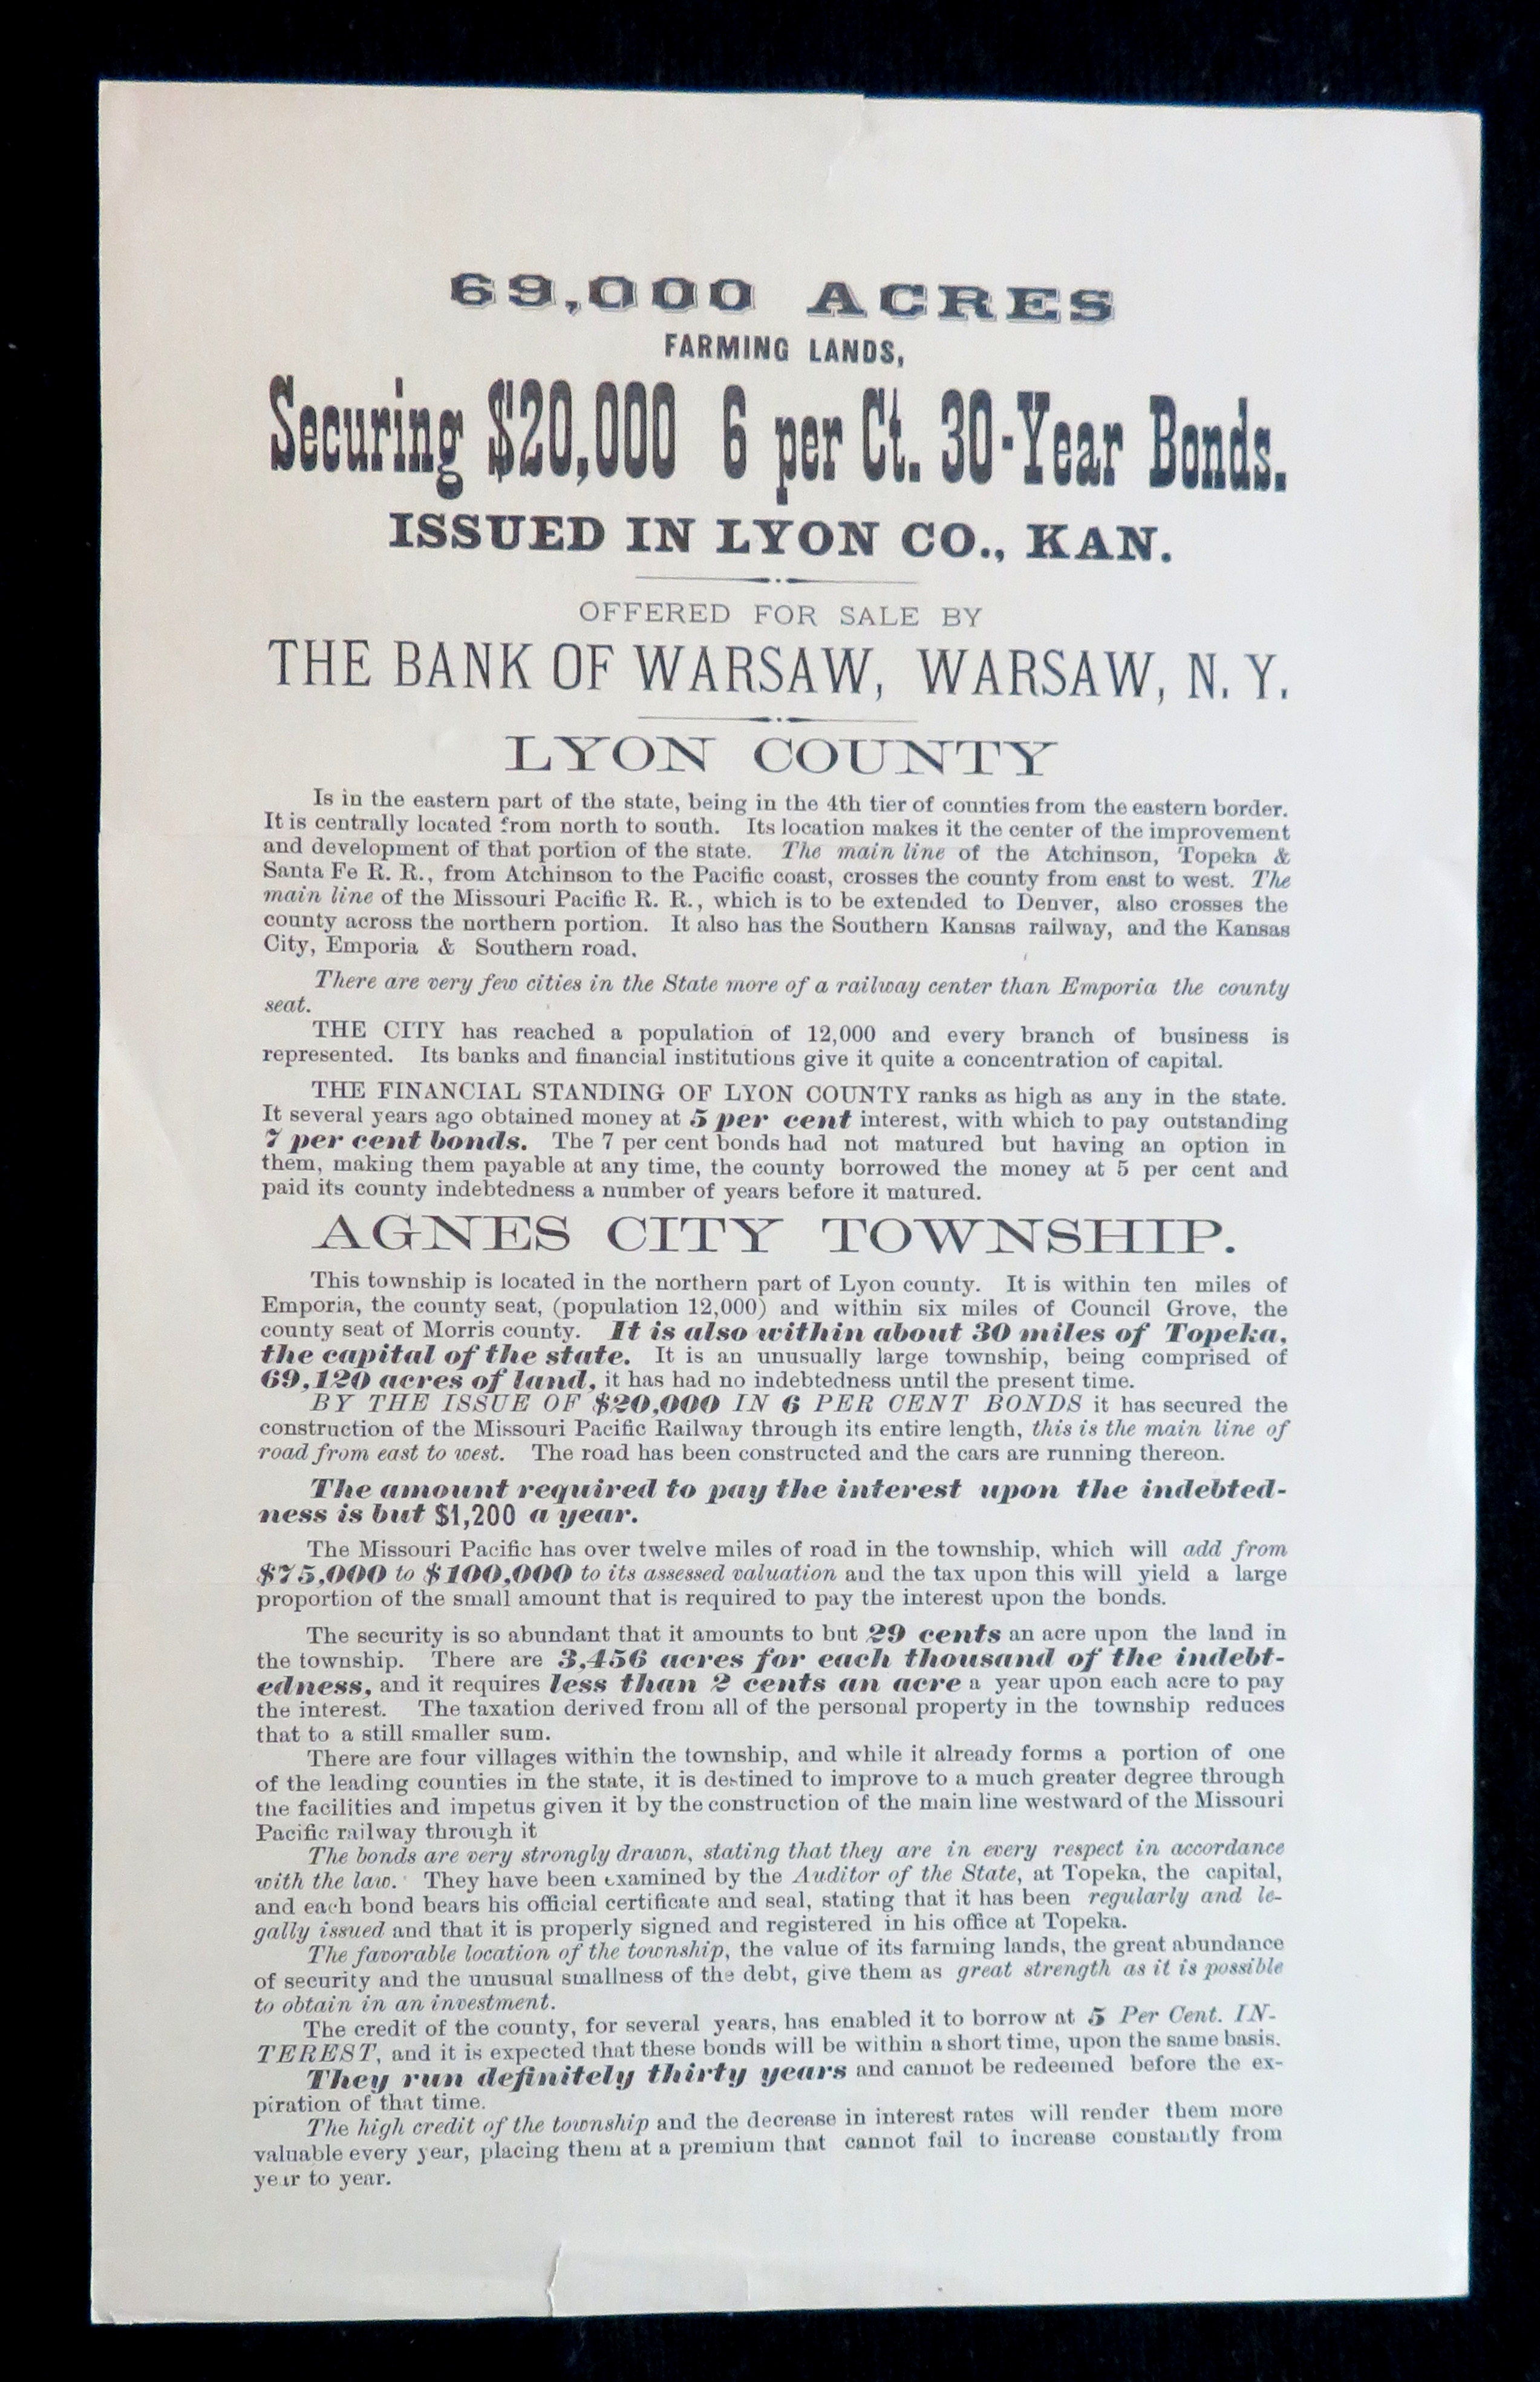 69,000 ACRES
FARMING LANDS,
Securing $20,000 6 per Ct. 30-Year Bonds.
ISSUED IN LYON CO., KAN.
OFFERED FOR SALE BY
THE BANK OF WARSAW, WARSAW, N. Y.
LYON COUNTY
Is in the eastern part of the state, being in the 4th tier of counties from the eastern border.
It is centrally located from north to south. Its location makes it the center of the improvement
and development of that portion of the state. The main line of the Atchinson, Topeka &
Santa Fe R. R., from Atchinson to the Pacific coast, crosses the county from east to west. The
main line of the Missouri Pacific R. R., which is to be extended to Denver, also crosses the
county across the northern portion. It also has the Southern Kansas railway, and the Kansas
City, Emporia & Southern road.
There are very few cities in the State more of a railway center than Emporia the county
seat.
THE CITY has reached a population of 12,000 and every branch of business is
represented. Its banks and financial institutions give it quite a concentration of capital.
THE FINANCIAL STANDING OF LYON COUNTY ranks as high as any in the state.
It several years ago obtained money at 5 per cent interest, with which to pay outstanding
7 per cent bonds. The 7 per cent bonds had not matured but having an option in
them, making them payable at any time, the county borrowed the money at 5 per cent and
paid its county indebtedness a number of years before it matured.
AGNES CITY TOWNSHIP.
This township is located in the northern part of Lyon county. It is within ten miles of
Emporia, the county seat, (population 12,000) and within six miles of Council Grove, the
county seat of Morris county. It is also within about 30 miles of Topeka,
the capital of the state. It is an unusually large township, being comprised of
69,120 acres of land, it has had no indebtedness until the present time.
BY THE ISSUE OF $20,000 IN 6 PER CENT BONDS it has secured the
construction of the Missouri Pacific Railway through its entire length, this is the main line of
road from east to west. The road has been constructed and the cars are running thereon.
The amount required to pay the interest upon the indebted-
ness is but $1,200 a year.
The Missouri Pacific has over twelve miles of road in the township, which will add from
$75,000 to $100,000 to its assessed valuation and the tax upon this will yield a large
proportion of the small amount that is required to pay the interest upon the bonds.
The security is so abundant that it amounts to but 29 cents an acre upon the land in
the township. There are 3,456 acres for each thousand of the indebt-
edness, and it requires less than 2 cents an acre a year upon each acre to pay
the interest. The taxation derived from all of the personal property in the township reduces
that to a still smaller sum.
There are four villages within the township, and while it already forms a portion of one
of the leading counties in the state, it is destined to improve to a much greater degree through
the facilities and impetus given it by the construction of the main line westward of the Missouri
Pacific railway through it
The bonds are very strongly drawn, stating that they are in every respect in accordance
with the law. They have been examined by the Auditor of the State, at Topeka, the capital,
and each bond bears his official certificate and seal, stating that it has been regularly and le-
gally issued and that it is properly signed and registered in his office at Topeka.
The favorable location of the township, the value of its farming lands, the great abundance
of security and the unusual smallness of the debt, give them as great strength as it is possible
to obtain in an investment.
The credit of the county, for several years, has enabled it to borrow at 5 Per Cent. IN-
TEREST, and it is expected that these bonds will be within a short time, upon the same basis.
They run definitely thirty years and cannot be redeemed before the ex-
piration of that time.
The high credit of the township and the decrease in interest rates will render them more
valuable every year, placing them at a premium that cannot fail to increase constantly from
year to year.